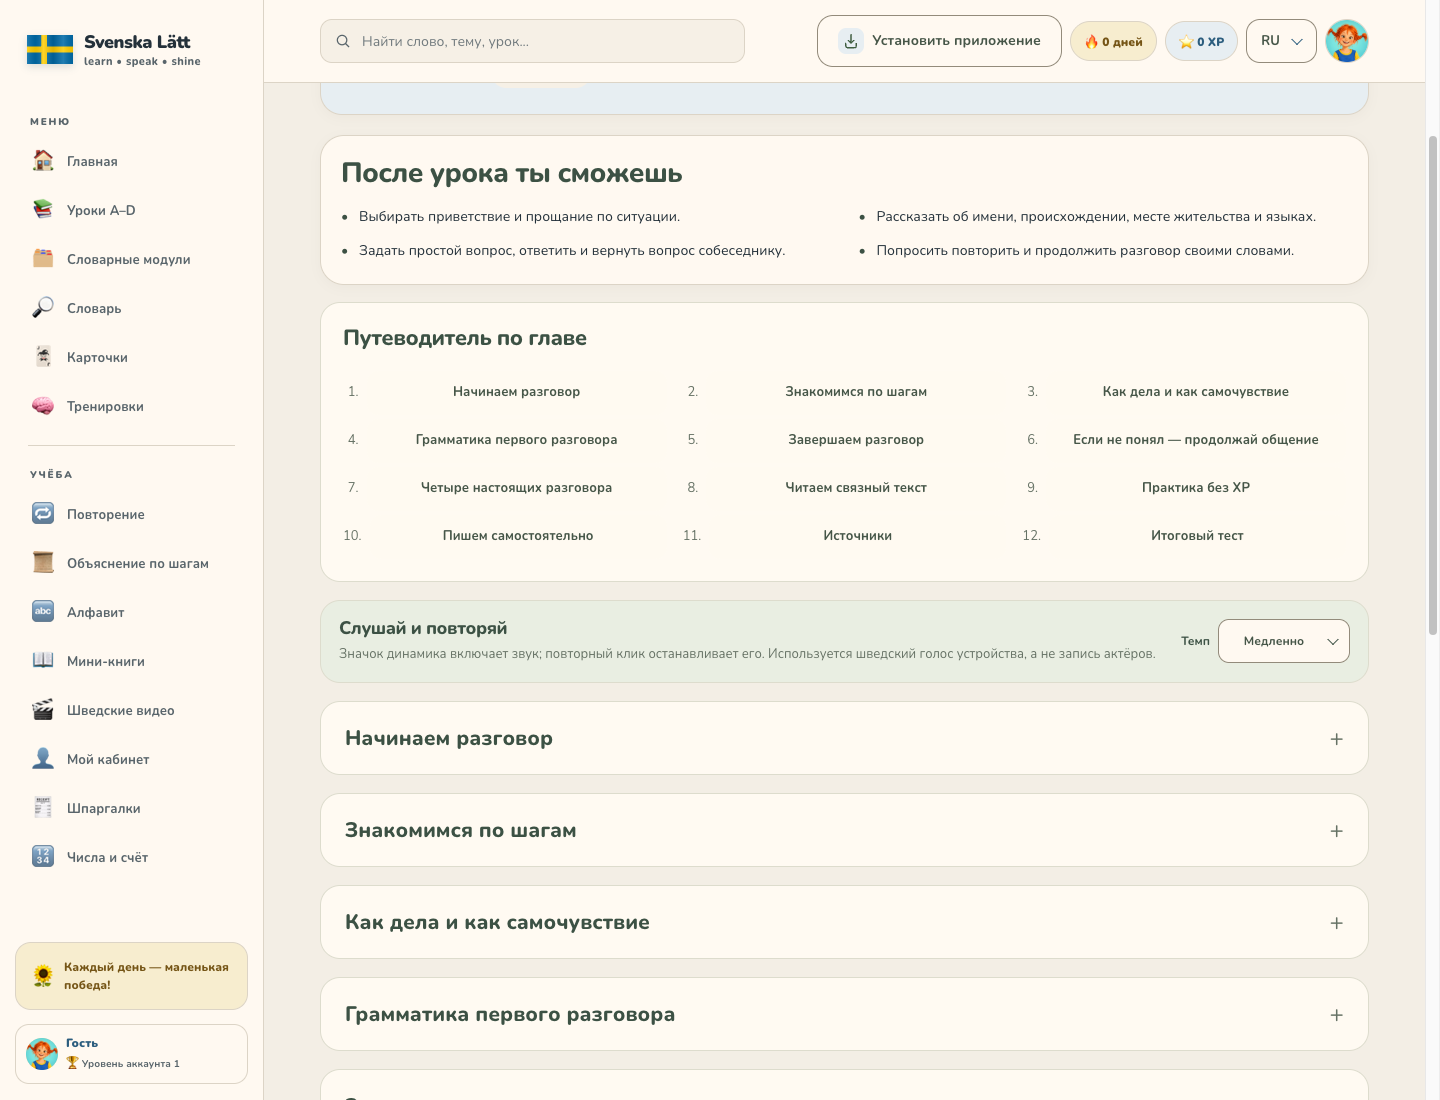 Svenska Lätt
learn • speak • shine
МЕНЮ
Главная
Уроки A–D
Словарные модули
Словарь
Карточки
Тренировки
УЧЁБА
Повторение
Объяснение по шагам
Алфавит
Мини-книги
Шведские видео
Мой кабинет
Шпаргалки
Числа и счёт
Каждый день — маленькая
победа!
Гость
Уровень аккаунта 1
Найти слово, тему, урок...
Установить приложение
0 дней
0 XP
RU
После урока ты сможешь
• Выбирать приветствие и прощание по ситуации.
• Рассказать об имени, происхождении, месте жительства и языках.
• Задать простой вопрос, ответить и вернуть вопрос собеседнику.
• Попросить повторить и продолжить разговор своими словами.
Путеводитель по главе
1. Начинаем разговор
2. Знакомимся по шагам
3. Как дела и как самочувствие
4. Грамматика первого разговора
5. Завершаем разговор
6. Если не понял — продолжай общение
7. Четыре настоящих разговора
8. Читаем связный текст
9. Практика без XP
10. Пишем самостоятельно
11. Источники
12. Итоговый тест
Слушай и повторяй
Значок динамика включает звук; повторный клик останавливает его. Используется шведский голос устройства, а не запись актёров.
Темп
Медленно
Начинаем разговор
Знакомимся по шагам
Как дела и как самочувствие
Грамматика первого разговора